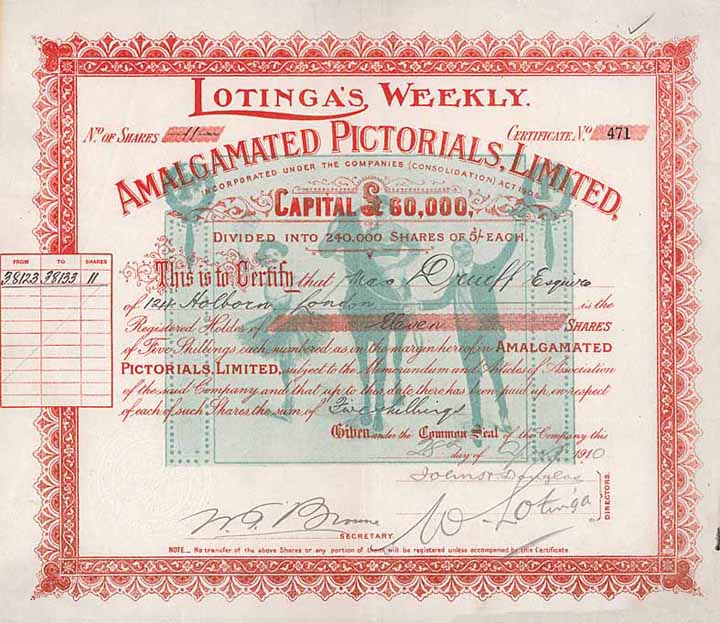 LOTINGA'S WEEKLY.
No. OF SHARES 11 CERTIFICATE No. 471
AMALGAMATED PICTORIALS, LIMITED,
INCORPORATED UNDER THE COMPANIES (CONSOLIDATION) ACT 1908
CAPITAL £ 60,000,
DIVIDED INTO 240,000 SHARES OF 5/- EACH.
FROM TO SHARES
38123 38133 11
This is to Certify that Max Drueff Esquire
of 124 Holborn London is the
Registered Holder of Eleven SHARES
of Five Shillings each, numbered as in the margin hereof in AMALGAMATED
PICTORIALS, LIMITED, subject to the Memorandum and Articles of Association
of the said Company, and that up to this date there has been paid up in respect
of each of such Shares the sum of Five shillings
Given under the Common Seal of the Company this
28th day of 1910
Johns Douglas
W. Lotinga
DIRECTORS.
SECRETARY.
NOTE._ No transfer of the above Shares or any portion of them will be registered unless accompanied by this Certificate.